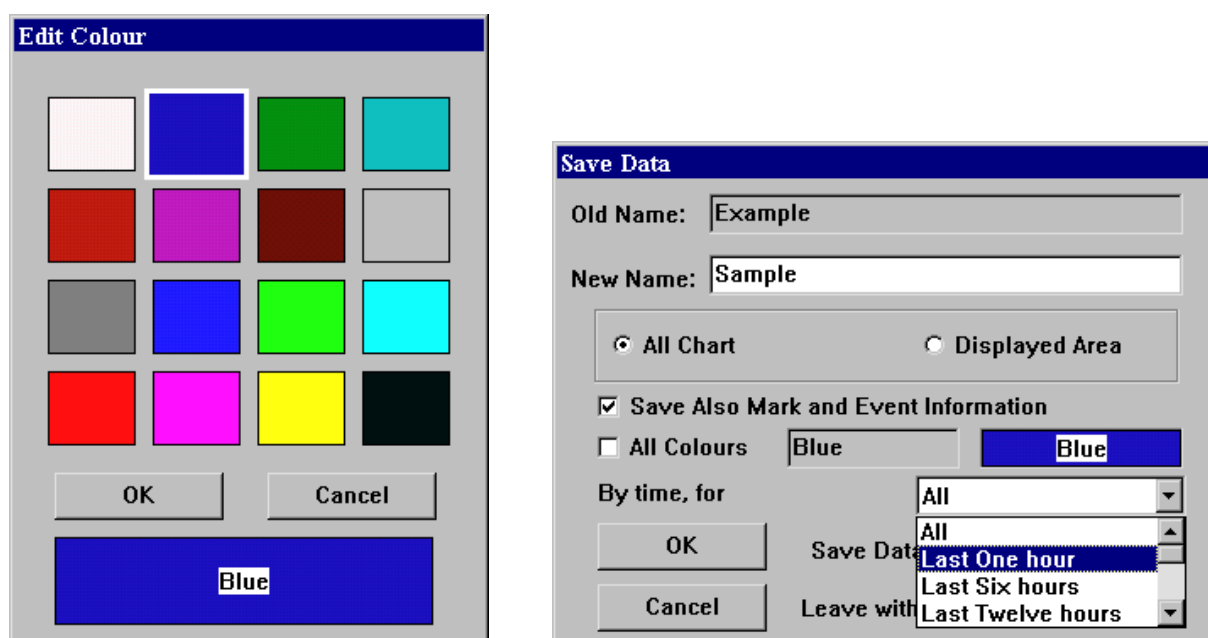 Edit Colour
OK Cancel
Blue
Save Data
Old Name: Example
New Name: Sample
All Chart Displayed Area
Save Also Mark and Event Information
All Colours Blue Blue
By time, for All
All
Last One hour
Last Six hours
Last Twelve hours
OK Save Data
Cancel Leave with